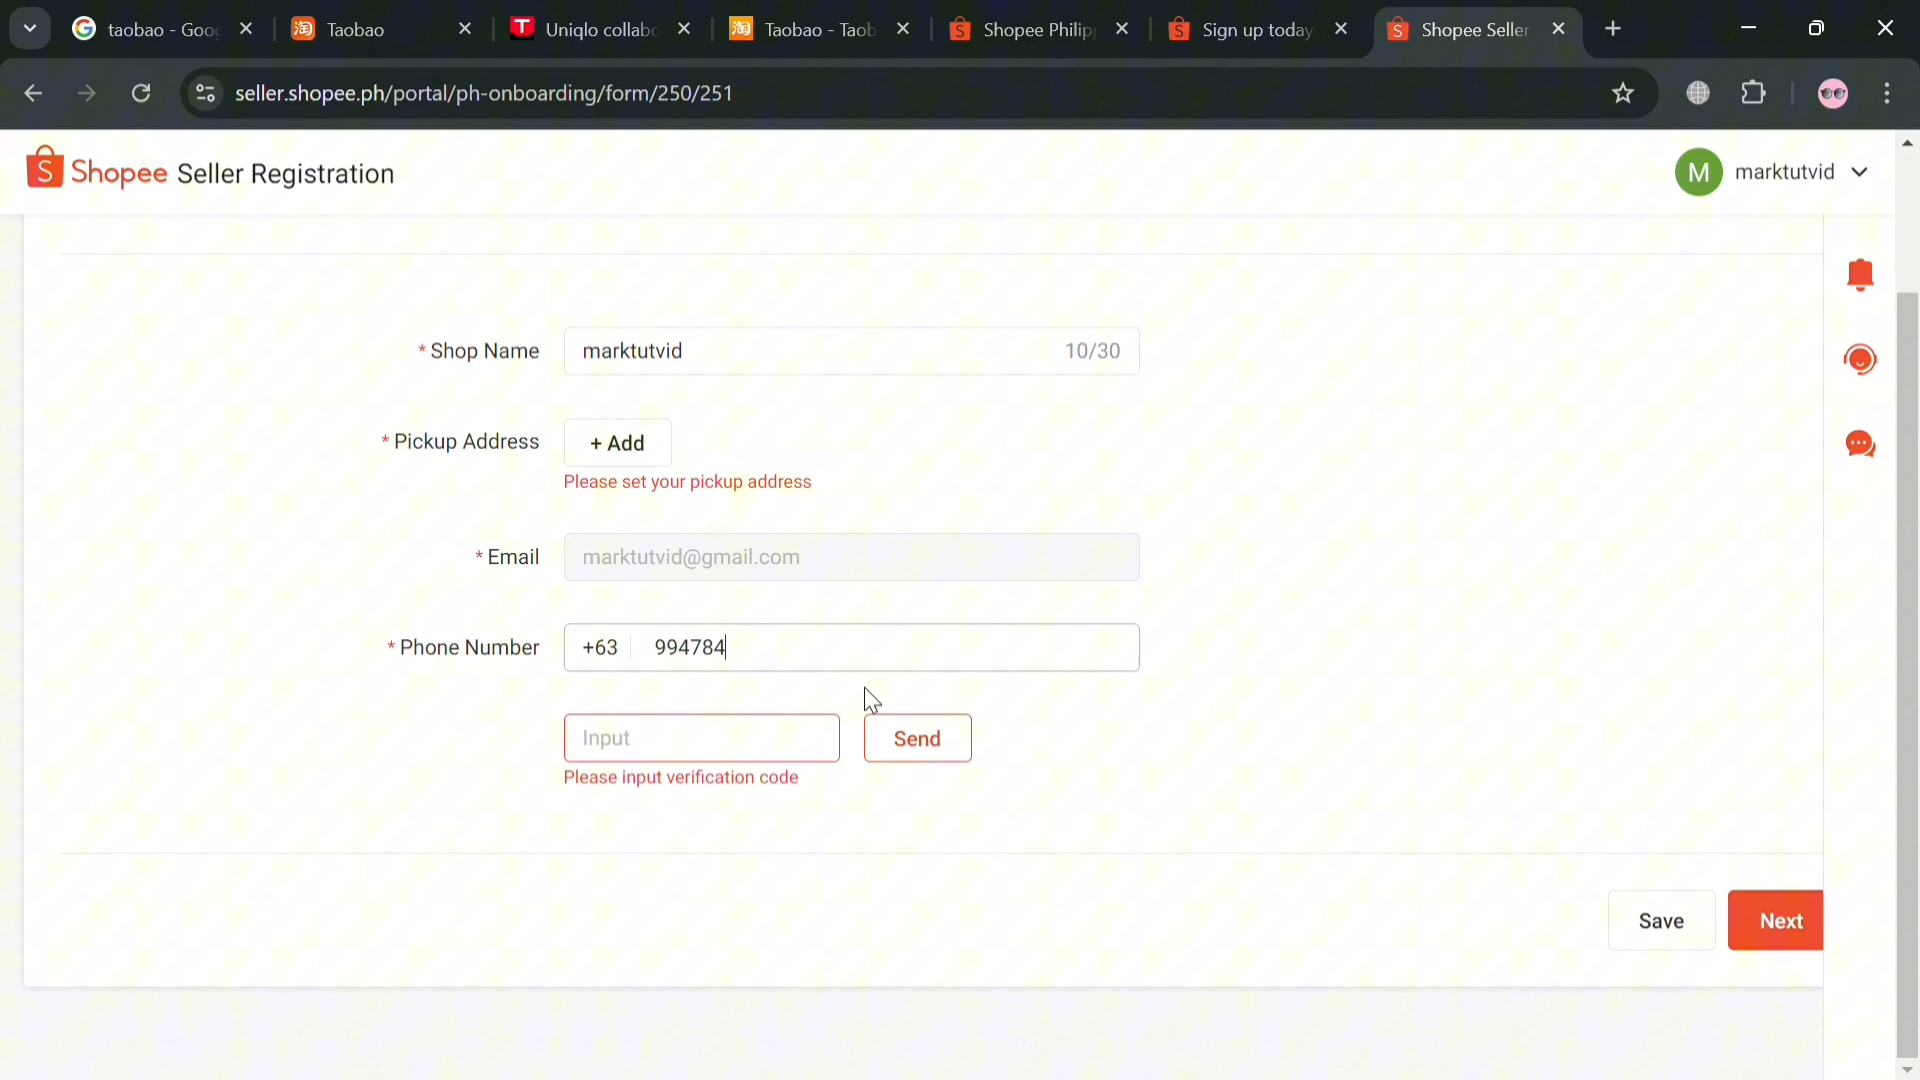 taobao - Goo
Taobao
Uniqlo collabo
Taobao - Taob
Shopee Philip
Sign up today
Shopee Seller
seller.shopee.ph/portal/ph-onboarding/form/250/251
Shopee Seller Registration
M marktutvid
* Shop Name
marktutvid
10/30
* Pickup Address
+ Add
Please set your pickup address
* Email
marktutvid@gmail.com
* Phone Number
+63
994784
Input
Send
Please input verification code
Save
Next